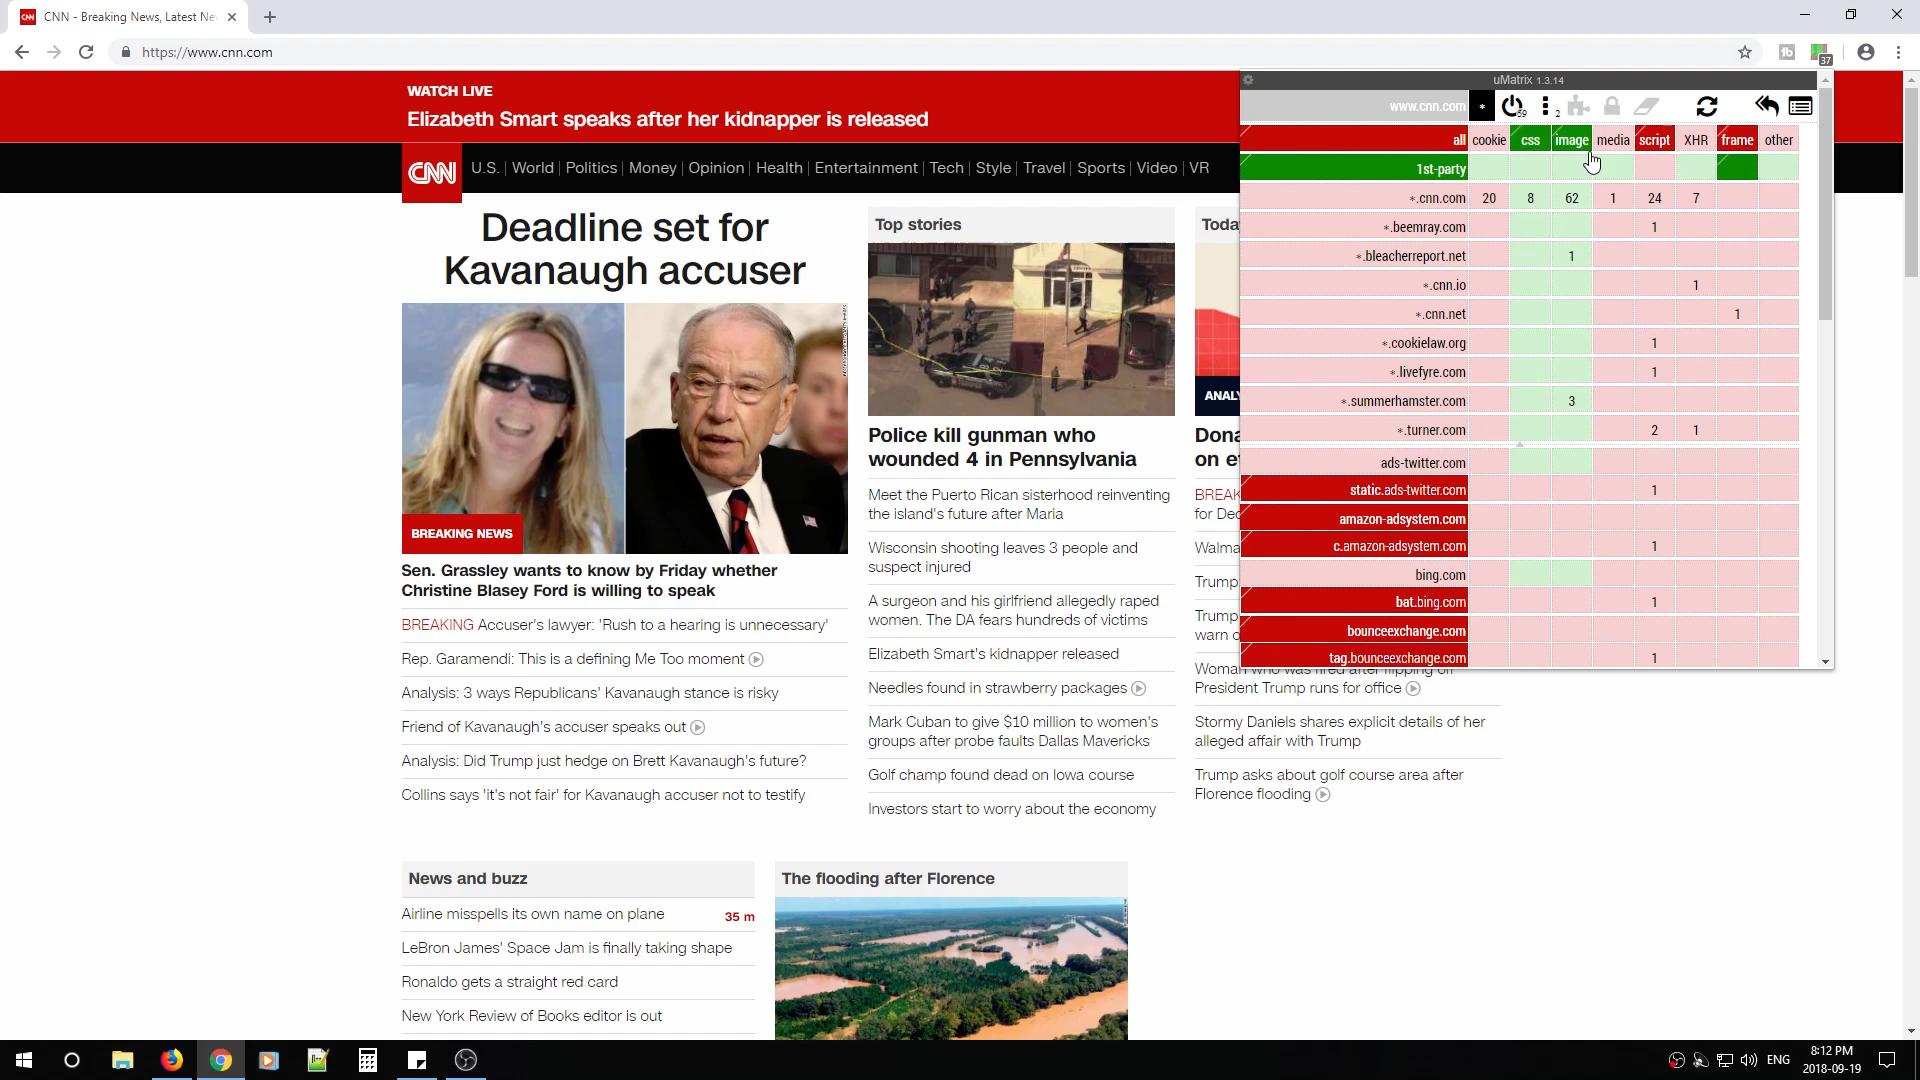 CNN - Breaking News, Latest Ne
https://www.cnn.com
37
WATCH LIVE
Elizabeth Smart speaks after her kidnapper is released
CNN
U.S. World Politics Money Opinion Health Entertainment Tech Style Travel Sports Video VR
Deadline set for
Kavanaugh accuser
BREAKING NEWS
Sen. Grassley wants to know by Friday whether
Christine Blasey Ford is willing to speak
BREAKING Accuser's lawyer: 'Rush to a hearing is unnecessary'
Rep. Garamendi: This is a defining Me Too moment
Analysis: 3 ways Republicans' Kavanaugh stance is risky
Friend of Kavanaugh's accuser speaks out
Analysis: Did Trump just hedge on Brett Kavanaugh's future?
Collins says 'it's not fair' for Kavanaugh accuser not to testify
Top stories
Police kill gunman who
wounded 4 in Pennsylvania
Meet the Puerto Rican sisterhood reinventing
the island's future after Maria
Wisconsin shooting leaves 3 people and
suspect injured
A surgeon and his girlfriend allegedly raped
women. The DA fears hundreds of victims
Elizabeth Smart's kidnapper released
Needles found in strawberry packages
Mark Cuban to give $10 million to women's
groups after probe faults Dallas Mavericks
Golf champ found dead on Iowa course
Investors start to worry about the economy
Toda
ANALY
Dona
on e
BREAK
for Dec
Walma
Trump
Trump
warn
Woman who was fired after flipping off
President Trump runs for office
Stormy Daniels shares explicit details of her
alleged affair with Trump
Trump asks about golf course area after
Florence flooding
uMatrix 1.3.14
www.cnn.com * 59 2
all cookie css image media script XHR frame other
1st-party
*.cnn.com 20 8 62 1 24 7
*.beemray.com 1
*.bleacherreport.net 1
*.cnn.io 1
*.cnn.net 1
*.cookielaw.org 1
*.livefyre.com 1
*.summerhamster.com 3
*.turner.com 2 1
ads-twitter.com
static.ads-twitter.com 1
amazon-adsystem.com
c.amazon-adsystem.com 1
bing.com
bat.bing.com 1
bounceexchange.com
tag.bounceexchange.com 1
News and buzz
Airline misspells its own name on plane 35 m
LeBron James' Space Jam is finally taking shape
Ronaldo gets a straight red card
New York Review of Books editor is out
The flooding after Florence
ENG
8:12 PM
2018-09-19